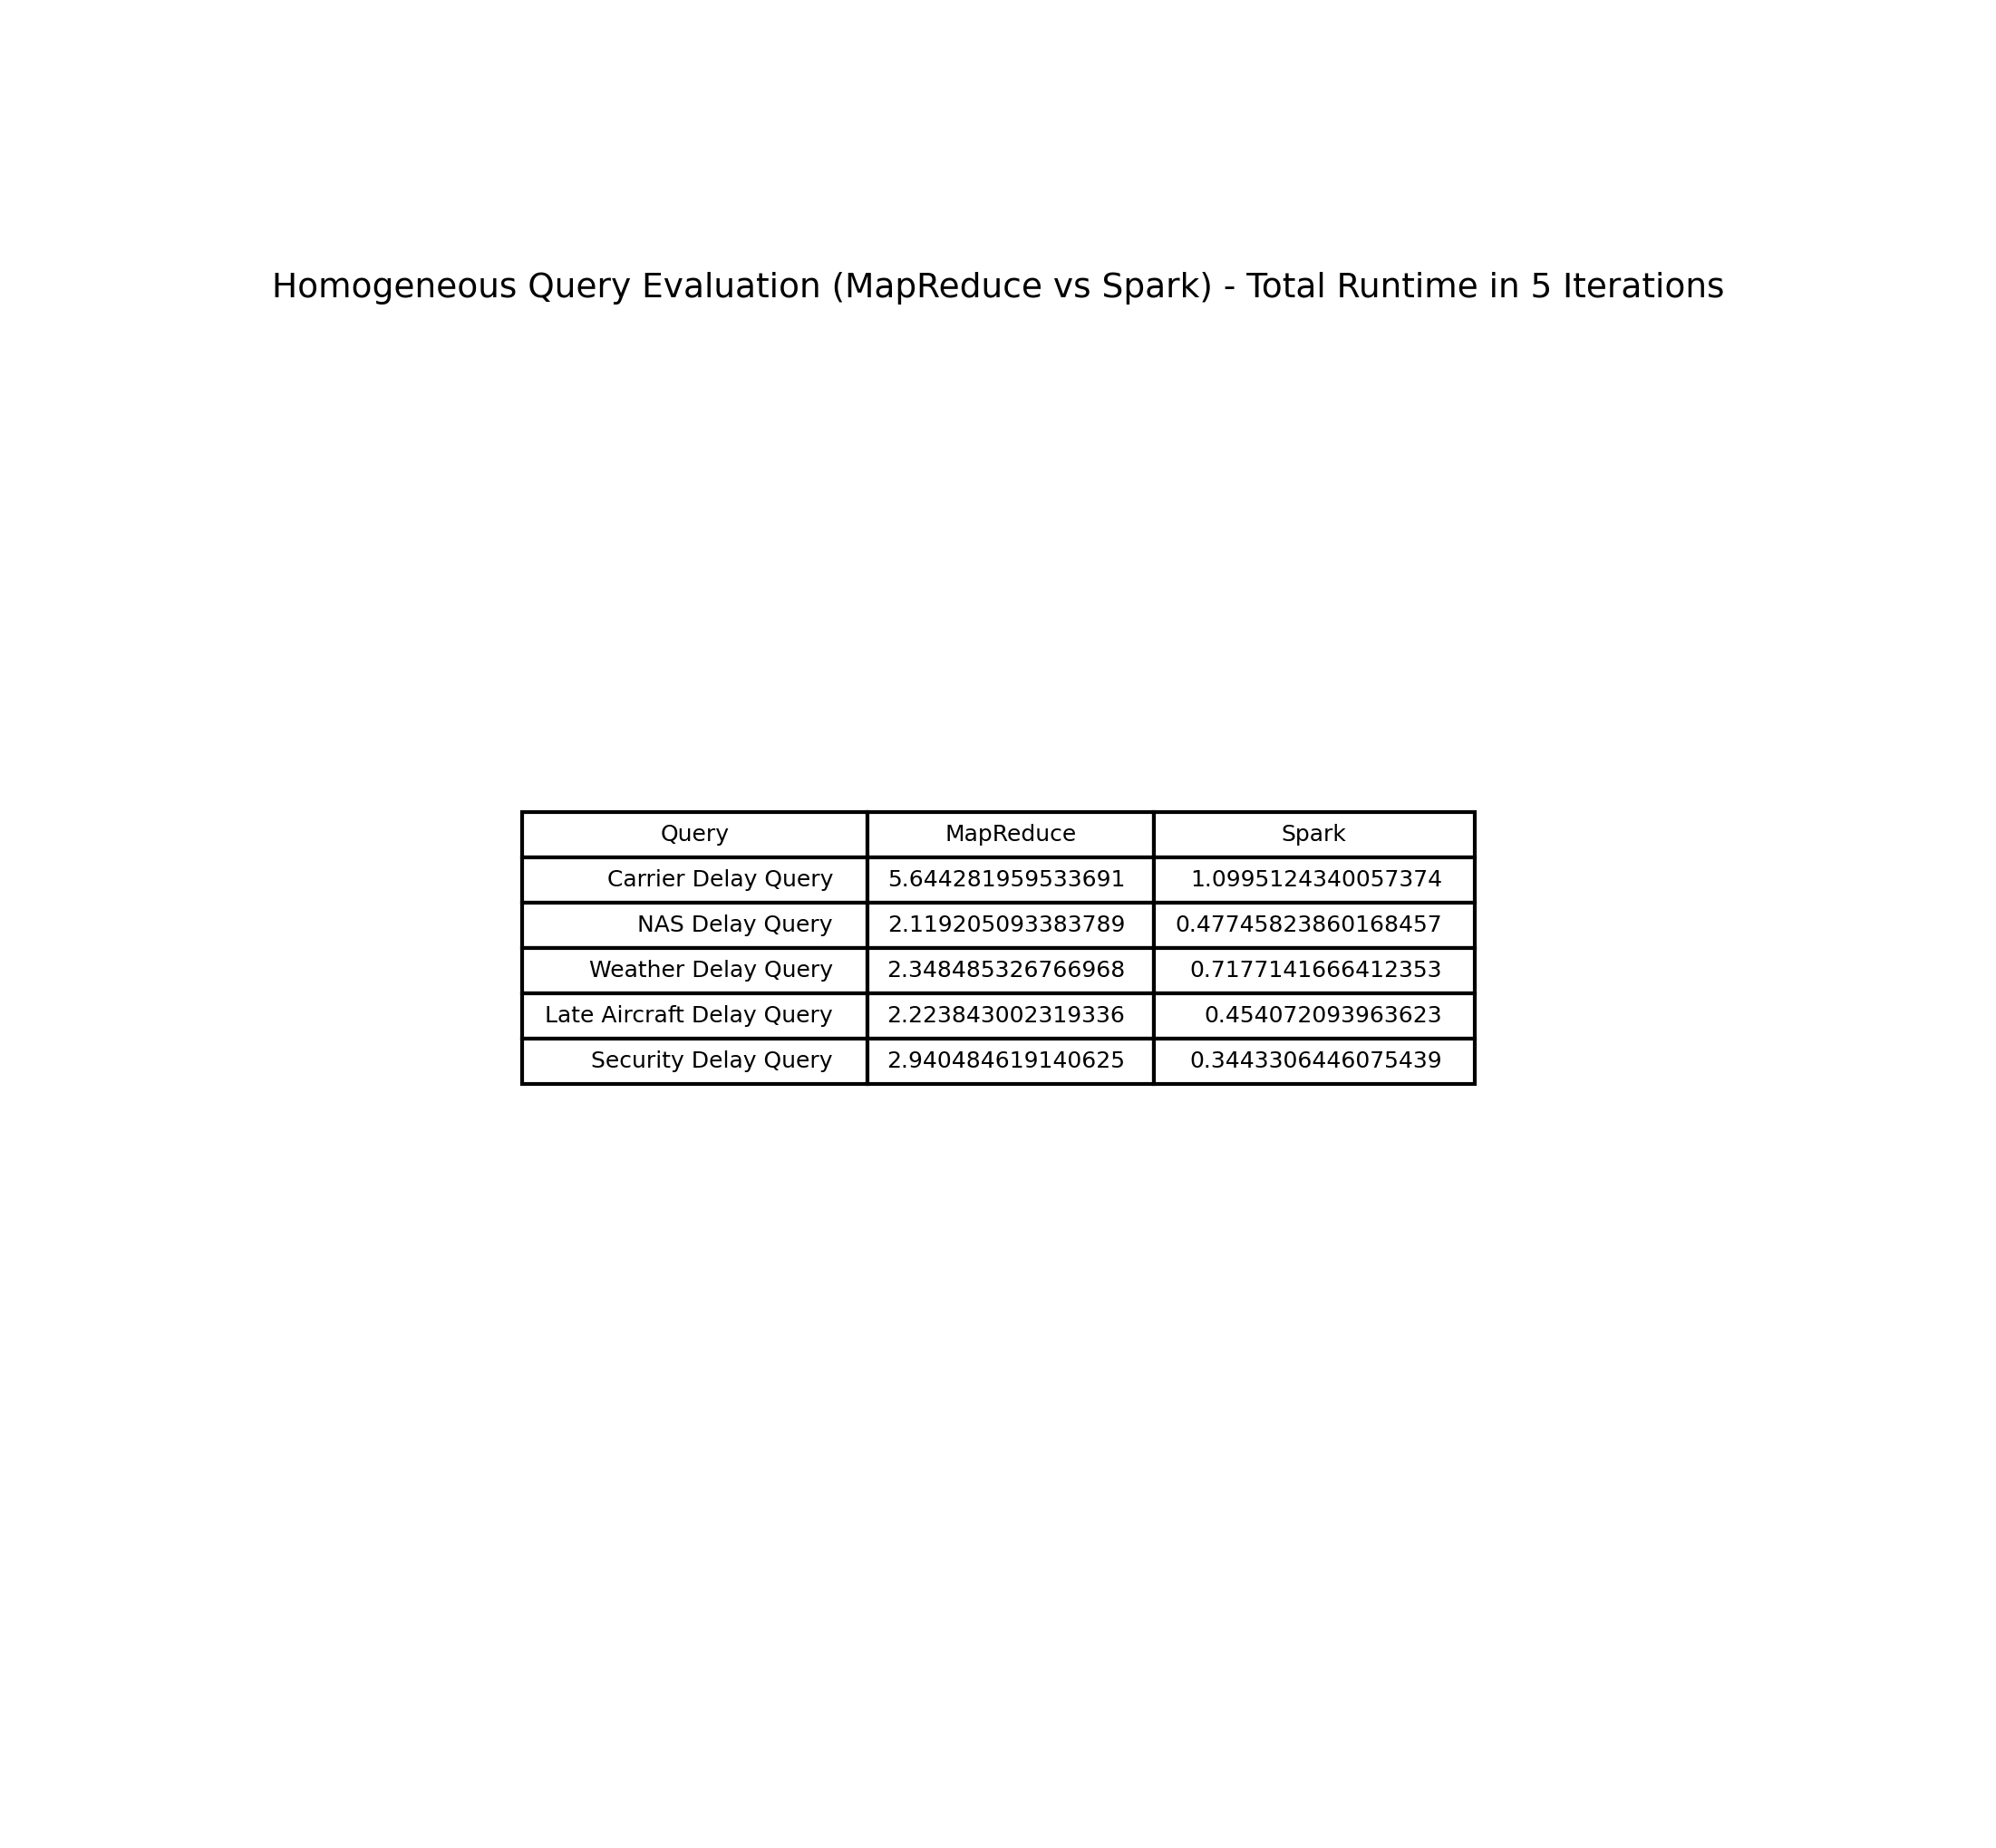 Homogeneous Query Evaluation (MapReduce vs Spark) - Total Runtime in 5 Iterations
Query MapReduce Spark
Carrier Delay Query 5.644281959533691 1.0995124340057374
NAS Delay Query 2.119205093383789 0.47745823860168457
Weather Delay Query 2.348485326766968 0.7177141666412353
Late Aircraft Delay Query 2.223843002319336 0.454072093963623
Security Delay Query 2.940484619140625 0.3443306446075439